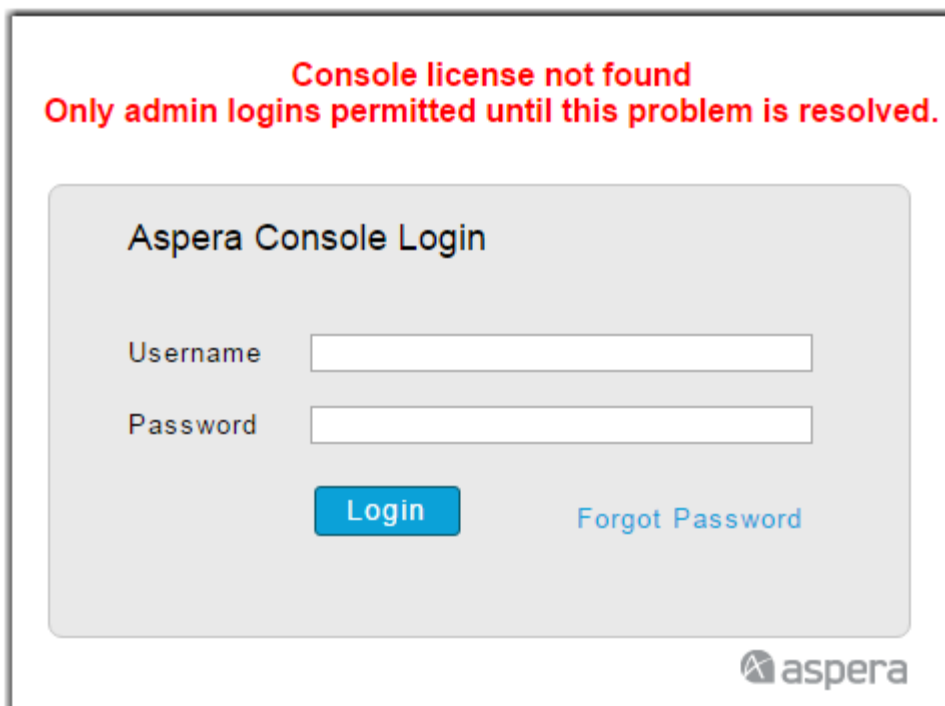 Console license not found
Only admin logins permitted until this problem is resolved.
Aspera Console Login
Username
Password
Login
Forgot Password
aspera